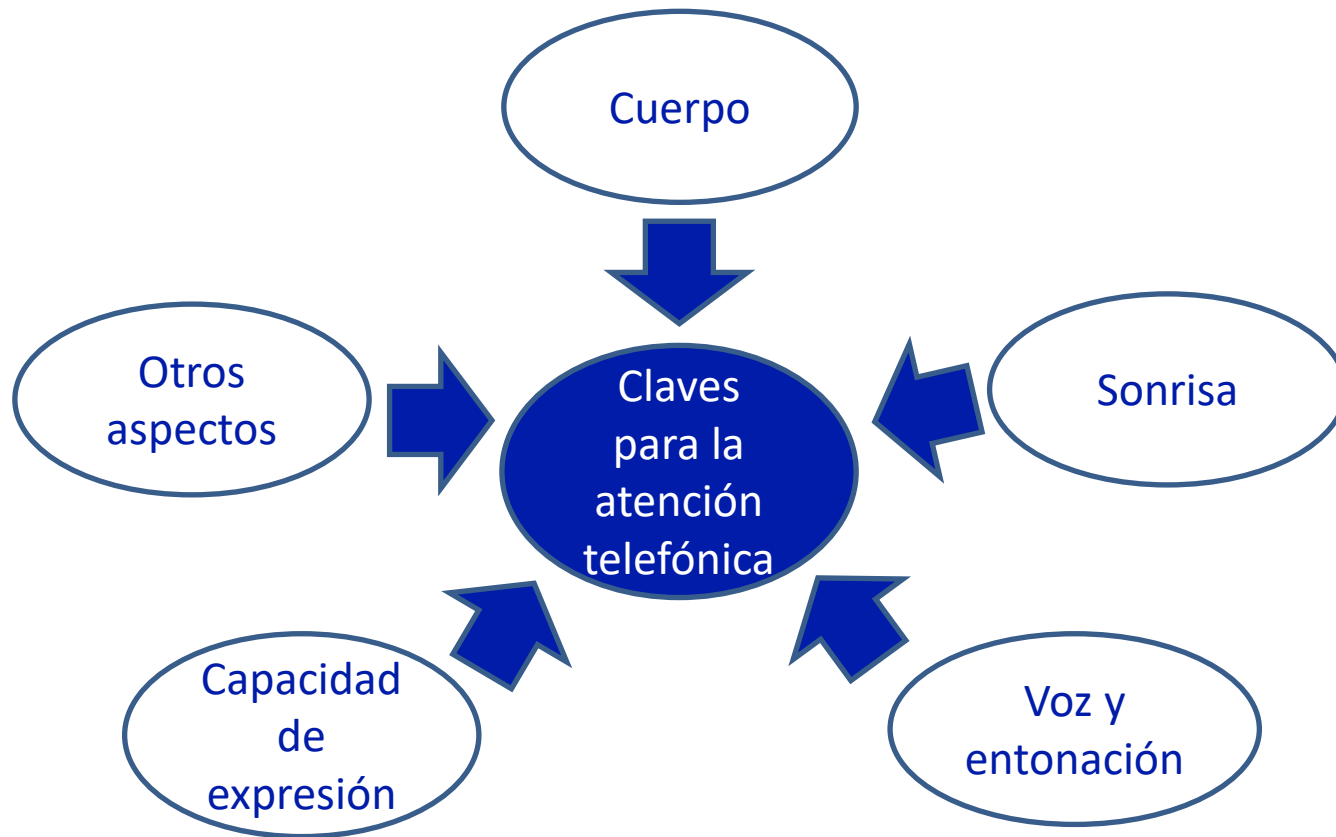 Cuerpo
Otros
aspectos
Claves
para la
atención
telefónica
Sonrisa
Capacidad
de
expresión
Voz y
entonación